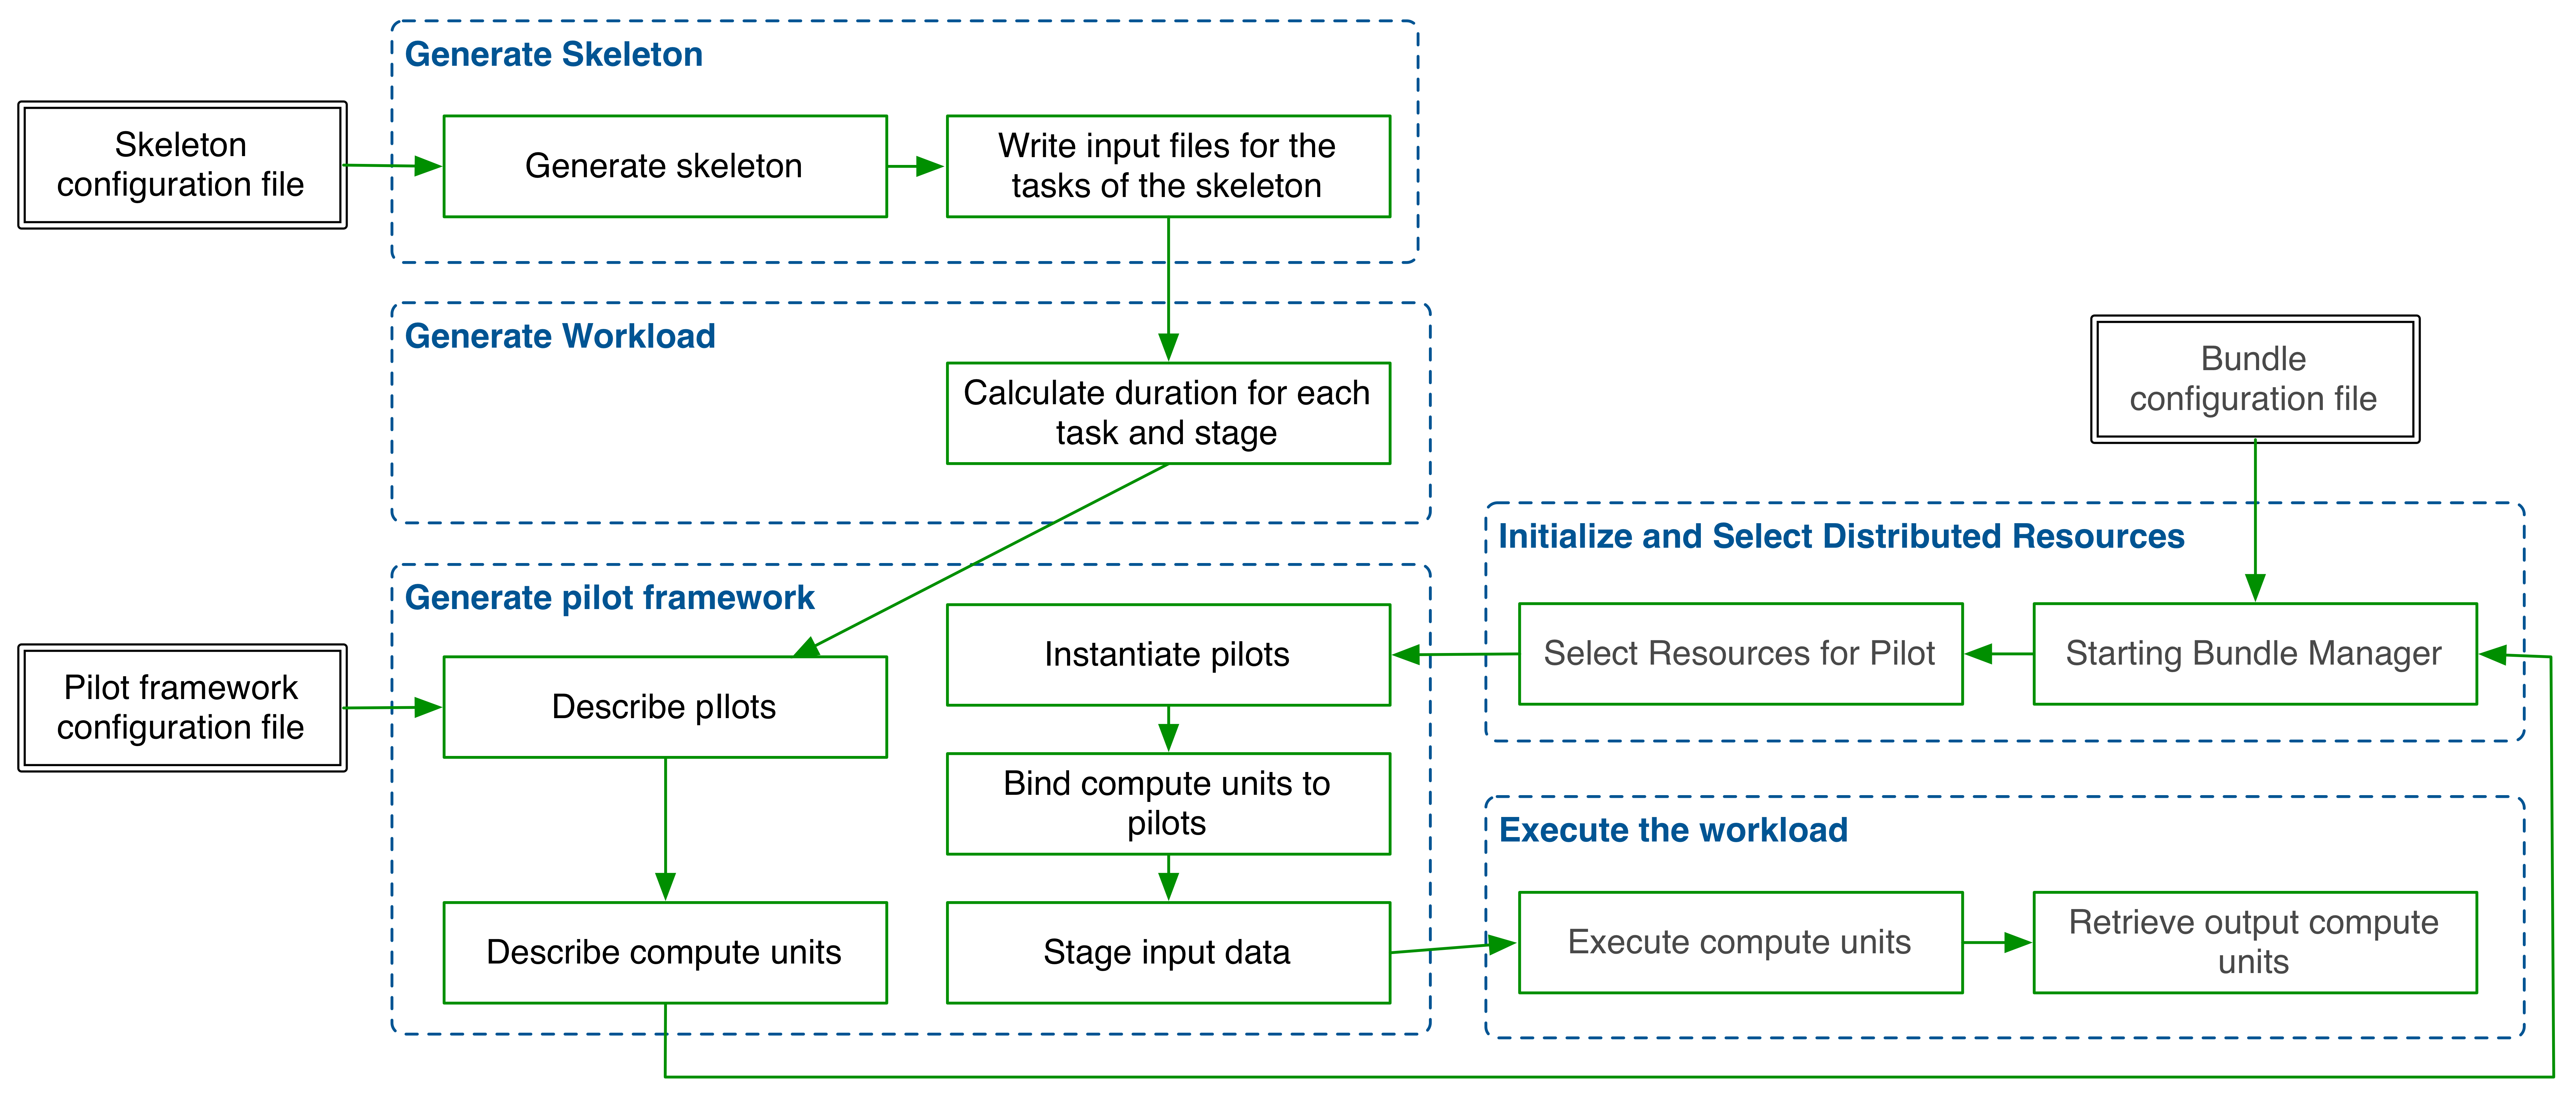 Generate Skeleton
Skeleton
configuration file
Generate skeleton
Write input files for the
tasks of the skeleton
Generate Workload
Calculate duration for each
task and stage
Bundle
configuration file
Initialize and Select Distributed Resources
Select Resources for Pilot
Starting Bundle Manager
Generate pilot framework
Pilot framework
configuration file
Describe pIlots
Describe compute units
Instantiate pilots
Bind compute units to
pilots
Stage input data
Execute the workload
Execute compute units
Retrieve output compute
units